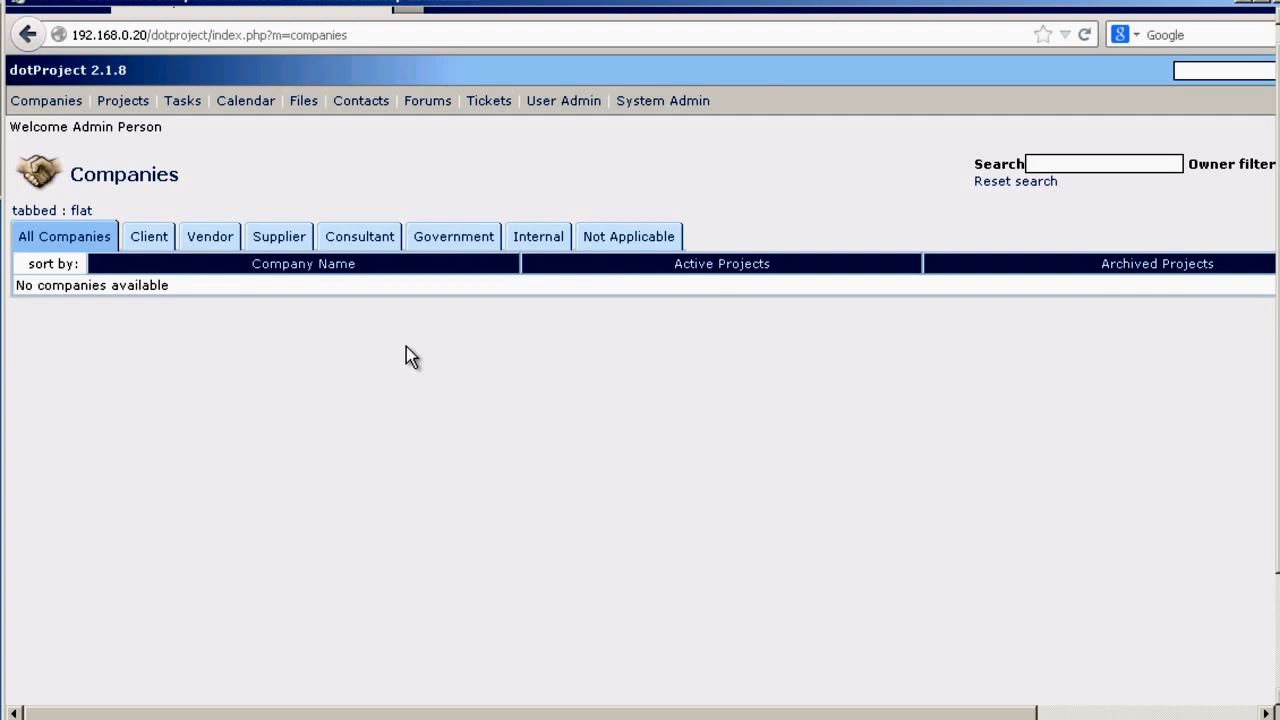 192.168.0.20/dotproject/index.php?m=companies
Google
dotProject 2.1.8
Companies Projects Tasks Calendar Files Contacts Forums Tickets User Admin System Admin
Welcome Admin Person
Companies
Search Owner filter
Reset search
tabbed : flat
All Companies Client Vendor Supplier Consultant Government Internal Not Applicable
sort by: Company Name Active Projects Archived Projects
No companies available